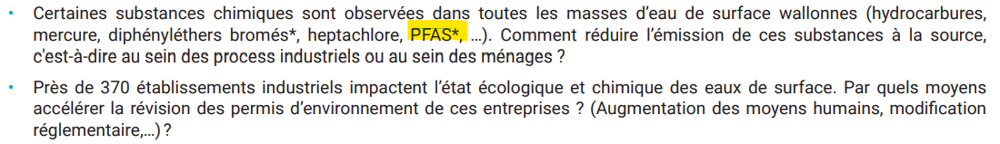 • Certaines substances chimiques sont observées dans toutes les masses d’eau de surface wallonnes (hydrocarbures,
mercure, diphényléthers bromés*, heptachlore, PFAS*, …). Comment réduire l’émission de ces substances à la source,
c'est-à-dire au sein des process industriels ou au sein des ménages ?
• Près de 370 établissements industriels impactent l’état écologique et chimique des eaux de surface. Par quels moyens
accélérer la révision des permis d’environnement de ces entreprises ? (Augmentation des moyens humains, modification
réglementaire,…) ?